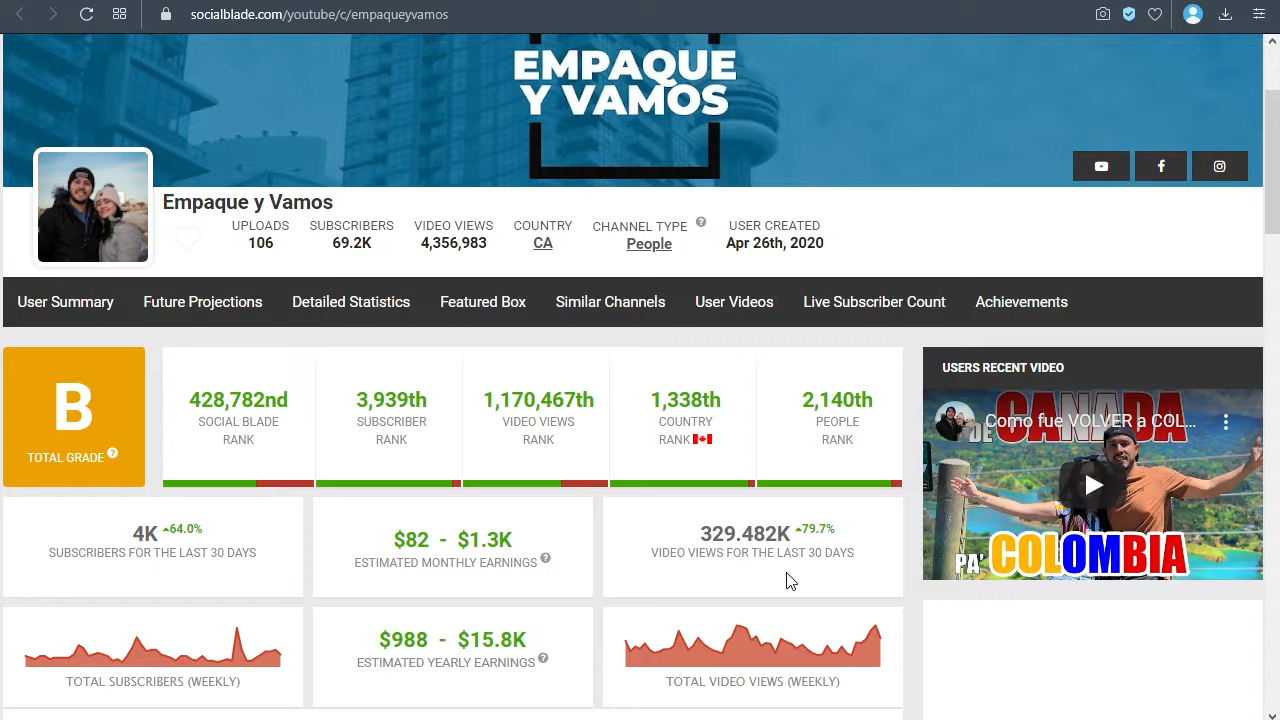 socialblade.com/youtube/c/empaqueyvamos
EMPAQUE
Y VAMOS
Empaque y Vamos
UPLOADS
106
SUBSCRIBERS
69.2K
VIDEO VIEWS
4,356,983
COUNTRY
CA
CHANNEL TYPE ?
People
USER CREATED
Apr 26th, 2020
User Summary Future Projections Detailed Statistics Featured Box Similar Channels User Videos Live Subscriber Count Achievements
B
TOTAL GRADE ?
428,782nd
SOCIAL BLADE
RANK
3,939th
SUBSCRIBER
RANK
1,170,467th
VIDEO VIEWS
RANK
1,338th
COUNTRY
RANK
2,140th
PEOPLE
RANK
USERS RECENT VIDEO
Como fue VOLVER a COL...
DE CANADA
PA' COLOMBIA
4K 64.0%
SUBSCRIBERS FOR THE LAST 30 DAYS
$82 - $1.3K
ESTIMATED MONTHLY EARNINGS ?
329.482K 79.7%
VIDEO VIEWS FOR THE LAST 30 DAYS
TOTAL SUBSCRIBERS (WEEKLY)
$988 - $15.8K
ESTIMATED YEARLY EARNINGS ?
TOTAL VIDEO VIEWS (WEEKLY)